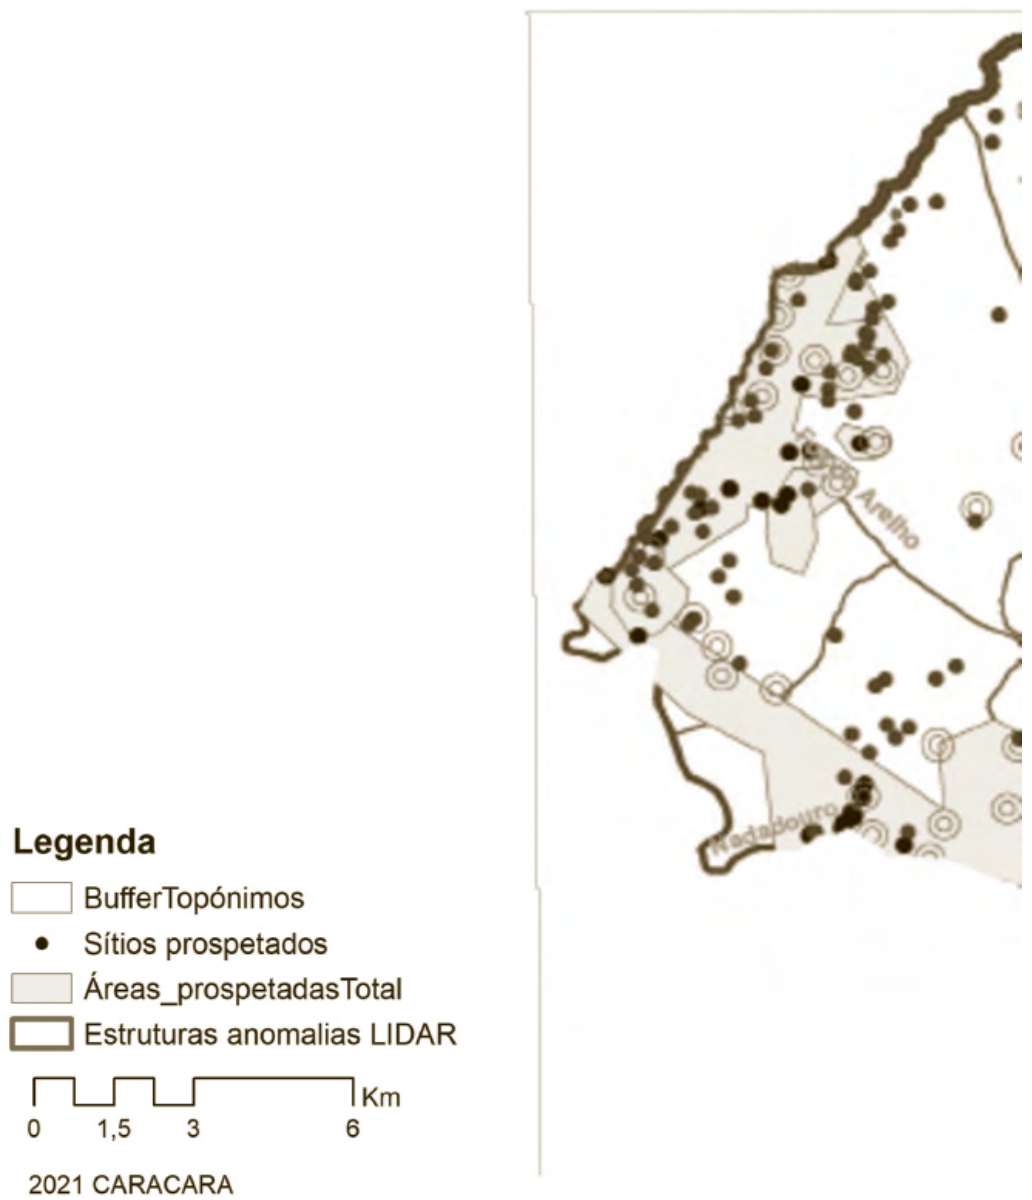 Arelho
Nadadouro
Legenda
BufferTopónimos
Sítios prospetados
Áreas_prospetadasTotal
Estruturas anomalias LIDAR
Km
0 1,5 3 6
2021 CARACARA